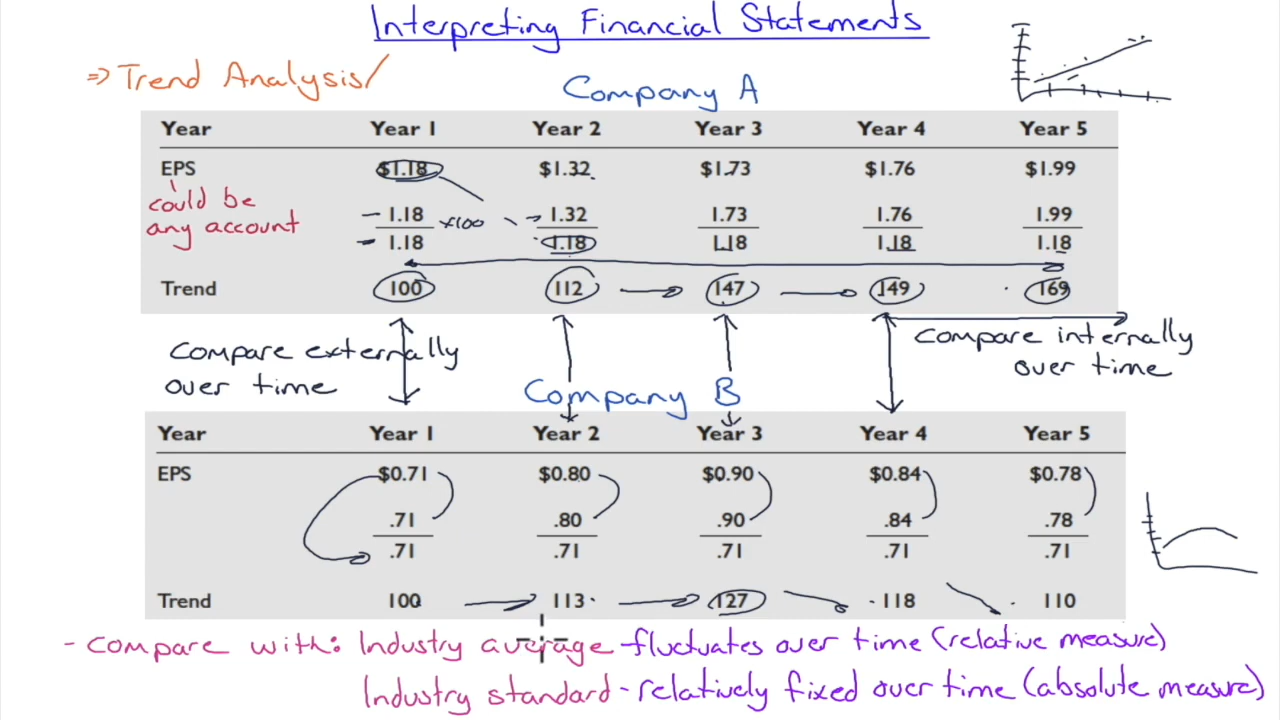 Interpreting Financial Statements
⇒ Trend Analysis/
Company A
Year Year 1 Year 2 Year 3 Year 4 Year 5
EPS $1.18 $1.32 $1.73 $1.76 $1.99
could be
any account
1.18 ×100 1.32 1.73 1.76 1.99
1.18 1.18 1.18 1.18 1.18
Trend 100 112 147 149 169
Compare externally
over time
Compare internally
over time
Company B
Year Year 1 Year 2 Year 3 Year 4 Year 5
EPS $0.71 $0.80 $0.90 $0.84 $0.78
.71 .80 .90 .84 .78
.71 .71 .71 .71 .71
Trend 100 113 127 118 110
- compare with: Industry average - fluctuates over time (relative measure)
Industry standard - relatively fixed over time (absolute measure)